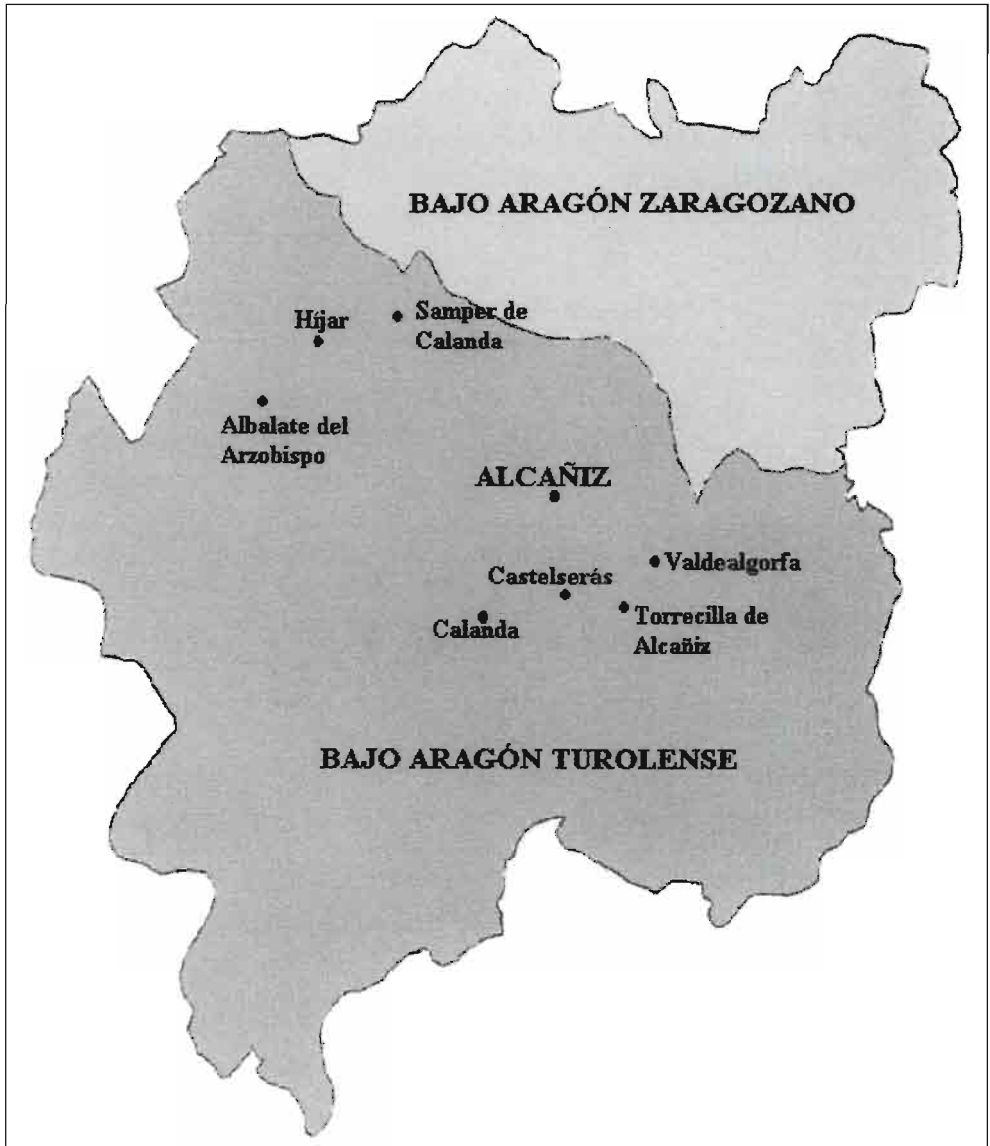 BAJO ARAGÓN ZARAGOZANO
Samper de
Calanda
Híjar
Albalate del
Arzobispo
ALCAÑIZ
Valdealgorfa
Castelserás
Torrecilla de
Alcañiz
Calanda
BAJO ARAGÓN TUROLENSE